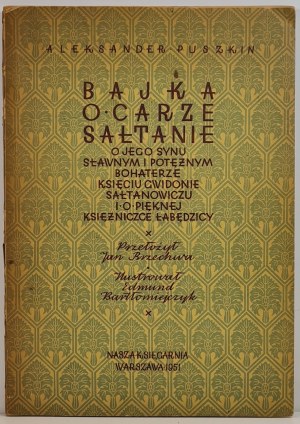 ALEKSANDER PUSZKIN
BAJKA
O·CARZE
SAŁTANIE
O JEGO SYNU
SŁAWNYM I POTĘŻNYM
BOHATERZE
KSIĘCIU GWIDONIE
SAŁTANOWICZU
I·O·PIĘKNEJ
KSIĘŻNICZCE ŁABĘDZICY
Przełożył
Jan Brzechwa
Ilustrował
Edmund
Bartłomiejczyk
NASZA KSIĘGARNIA
WARSZAWA 1951